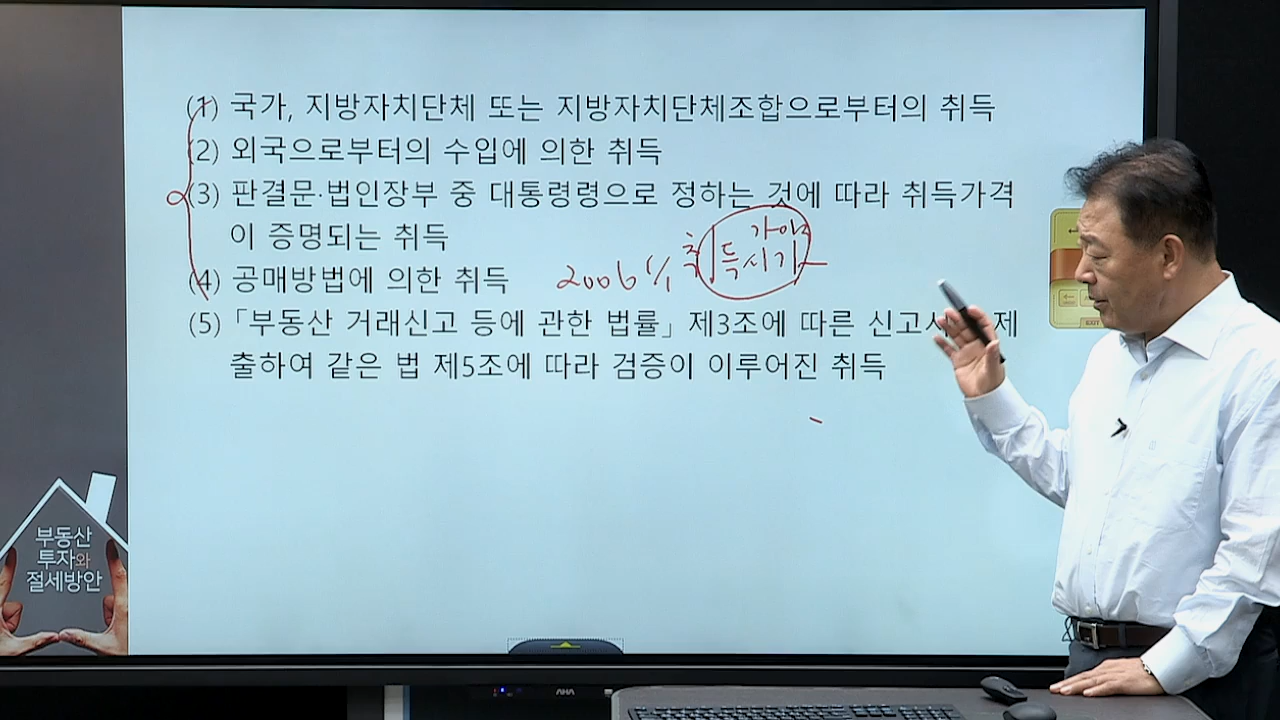 (1) 국가, 지방자치단체 또는 지방자치단체조합으로부터의 취득
(2) 외국으로부터의 수입에 의한 취득
(3) 판결문·법인장부 중 대통령령으로 정하는 것에 따라 취득가격
이 증명되는 취득
(4) 공매방법에 의한 취득
2006 1/1
취득시기
(5) 「부동산 거래신고 등에 관한 법률」 제3조에 따른 신고서 제
출하여 같은 법 제5조에 따라 검증이 이루어진 취득
부동산
투자와
절세방안
EXIT